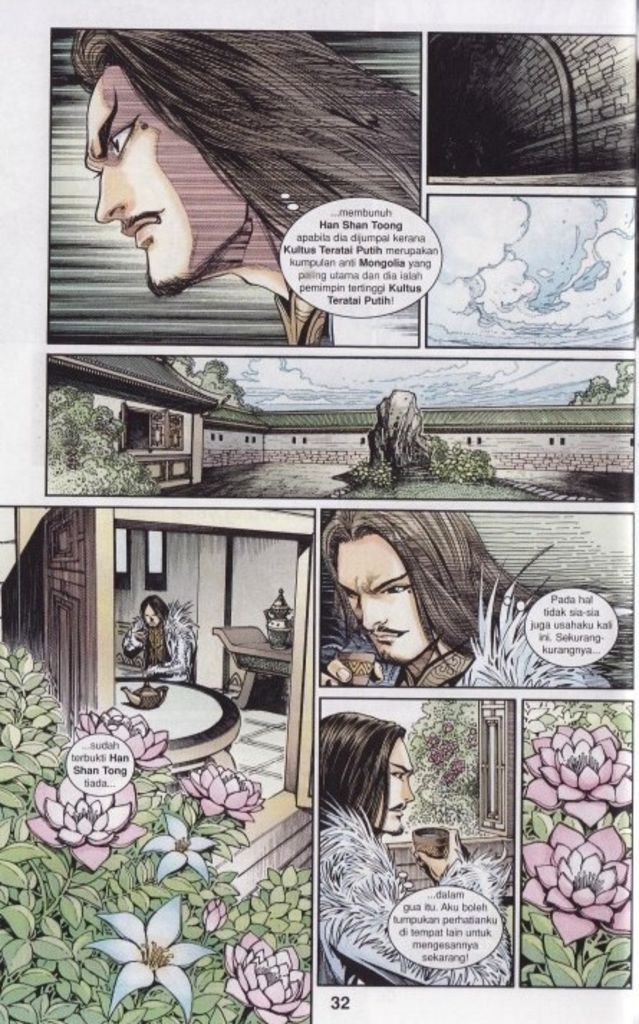 ...membunuh
Han Shan Toong
apabila dia dijumpai kerana
Kultus Teratai Putih merupakan
kumpulan anti Mongolia yang
paling utama dan dia ialah
pemimpin tertinggi Kultus
Teratai Putih!
Pada hal
tidak sia-sia
juga usahaku kali
ini. Sekurang-
kurangnya...
...sudah
terbukti Han
Shan Tong
tiada...
...dalam
gua itu. Aku boleh
tumpukan perhatianku
di tempat lain untuk
mengesannya
sekarang!
32